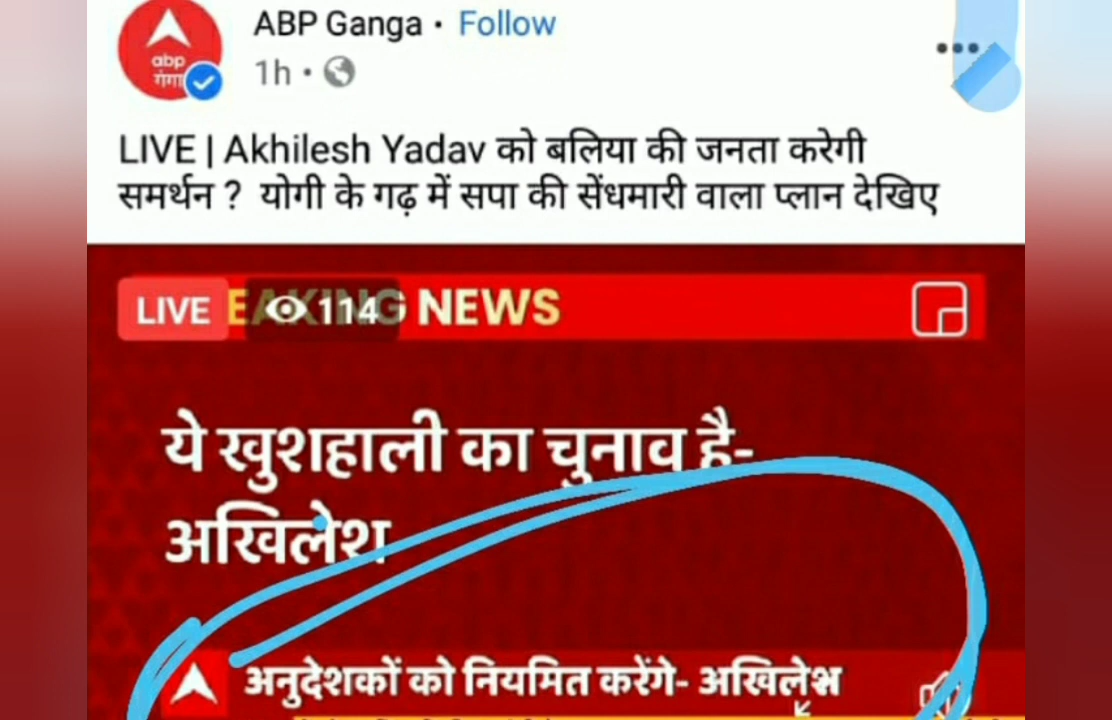 ABP Ganga · Follow
abp
गंगा
1h ·
LIVE | Akhilesh Yadav को बलिया की जनता करेगी
समर्थन ? योगी के गढ़ में सपा की सेंधमारी वाला प्लान देखिए
LIVE 114 NEWS
ये खुशहाली का चुनाव है-
अखिलेश
अनुदेशकों को नियमित करेंगे- अखिलेश